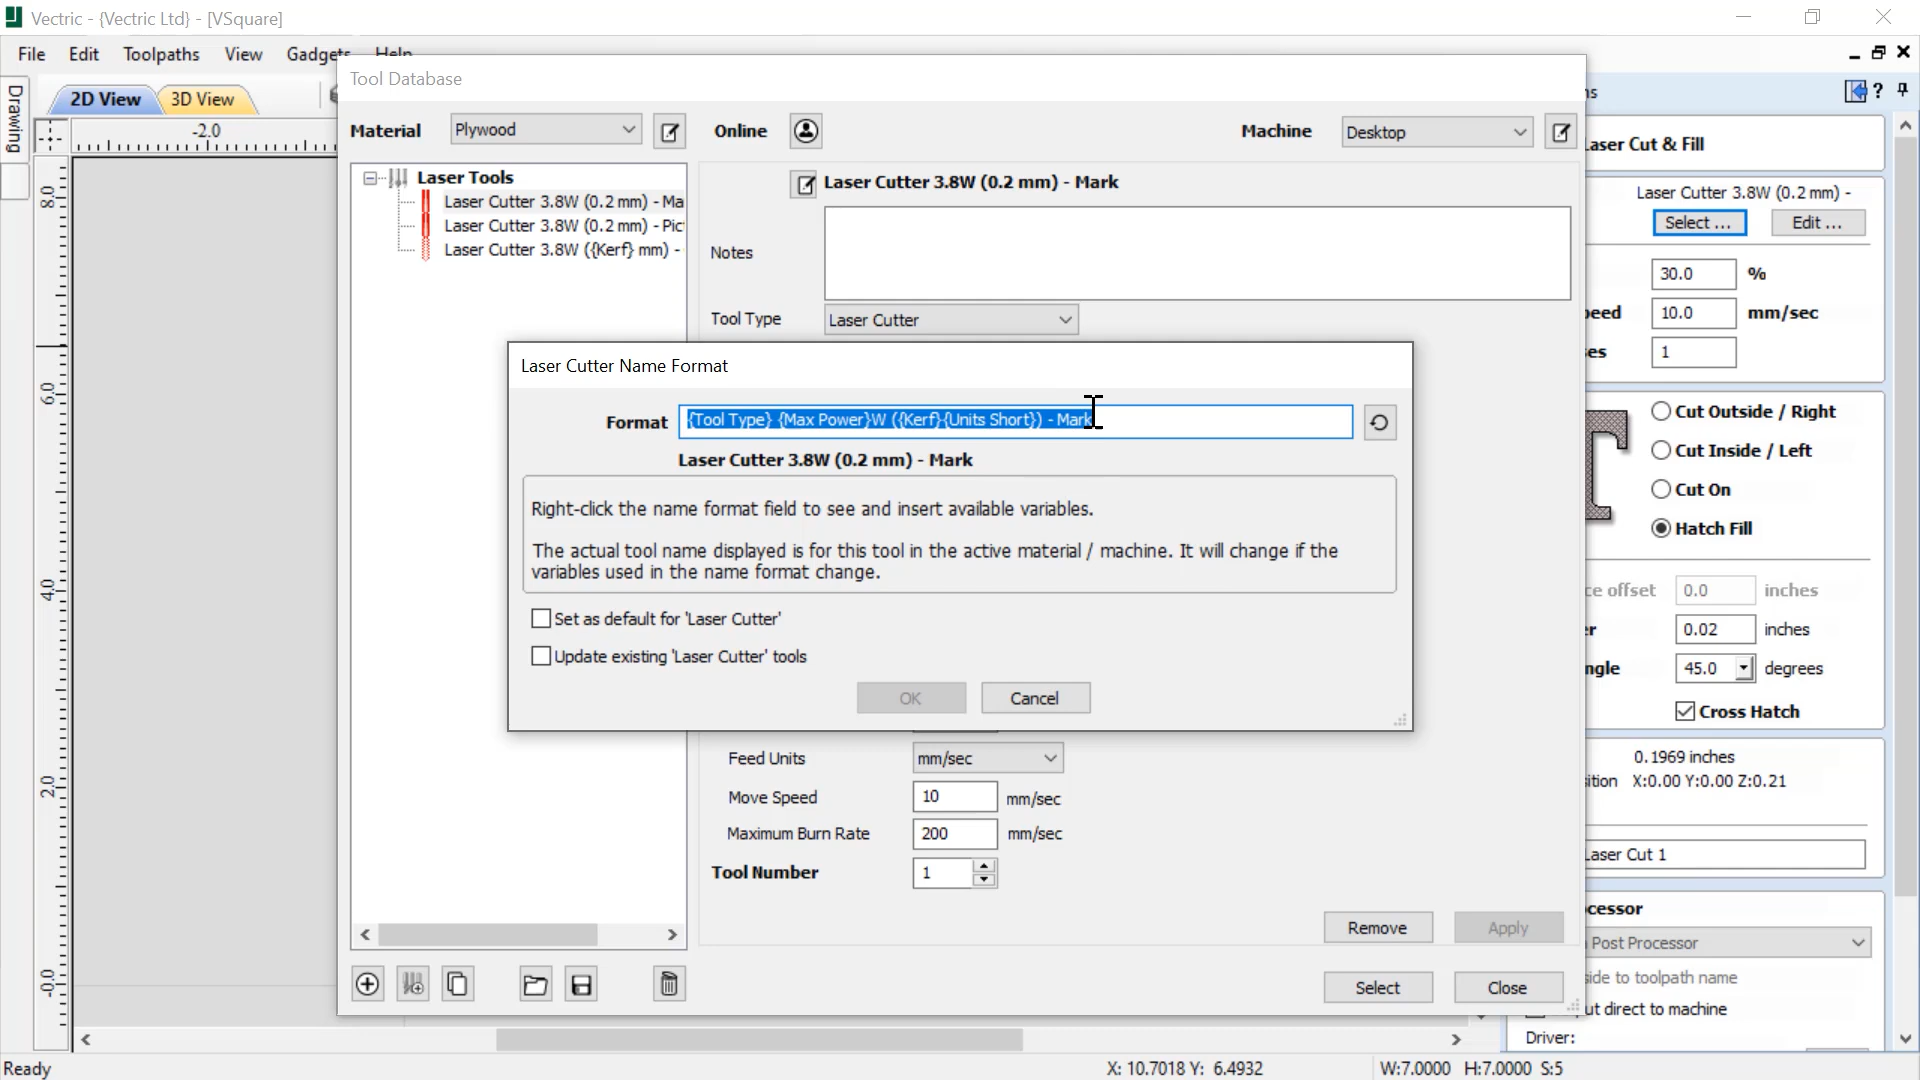 Vectric - {Vectric Ltd} - [VSquare]
File Edit Toolpaths View Gadgets Help
Tool Database
Drawing
2D View 3D View
-2.0
8.0
6.0
4.0
2.0
-0.0
Material Plywood Online Machine Desktop
Laser Tools
Laser Cutter 3.8W (0.2 mm) - Ma
Laser Cutter 3.8W (0.2 mm) - Pic
Laser Cutter 3.8W ({Kerf} mm) -
Laser Cutter 3.8W (0.2 mm) - Mark
Notes
Tool Type Laser Cutter
Laser Cutter Name Format
Format {Tool Type} {Max Power}W ({Kerf}{Units Short}) - Mark
Laser Cutter 3.8W (0.2 mm) - Mark
Right-click the name format field to see and insert available variables.
The actual tool name displayed is for this tool in the active material / machine. It will change if the
variables used in the name format change.
Set as default for 'Laser Cutter'
Update existing 'Laser Cutter' tools
OK Cancel
Feed Units mm/sec
Move Speed 10 mm/sec
Maximum Burn Rate 200 mm/sec
Tool Number 1
Remove Apply
Select Close
ns
Laser Cut & Fill
Laser Cutter 3.8W (0.2 mm) -
Select ... Edit ...
30.0 %
peed 10.0 mm/sec
es 1
Cut Outside / Right
Cut Inside / Left
Cut On
Hatch Fill
ce offset 0.0 inches
er 0.02 inches
ngle 45.0 degrees
Cross Hatch
0.1969 inches
ition X:0.00 Y:0.00 Z:0.21
Laser Cut 1
cessor
Post Processor
side to toolpath name
ut direct to machine
Driver:
Ready X: 10.7018 Y: 6.4932 W:7.0000 H:7.0000 S:5